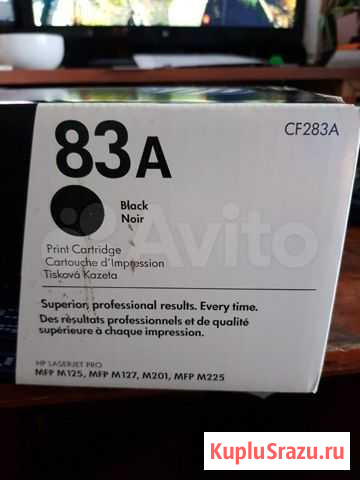 83A
CF283A
Black
Noir
Print Cartridge
Cartouche d'Impression
Tisková Kazeta
Avito
Superior, professional results. Every time.
Des résultats professionnels et de qualité
supérieure à chaque impression.
HP LASERJET PRO
MFP M125, MFP M127, M201, MFP M225
KupluSrazu.ru